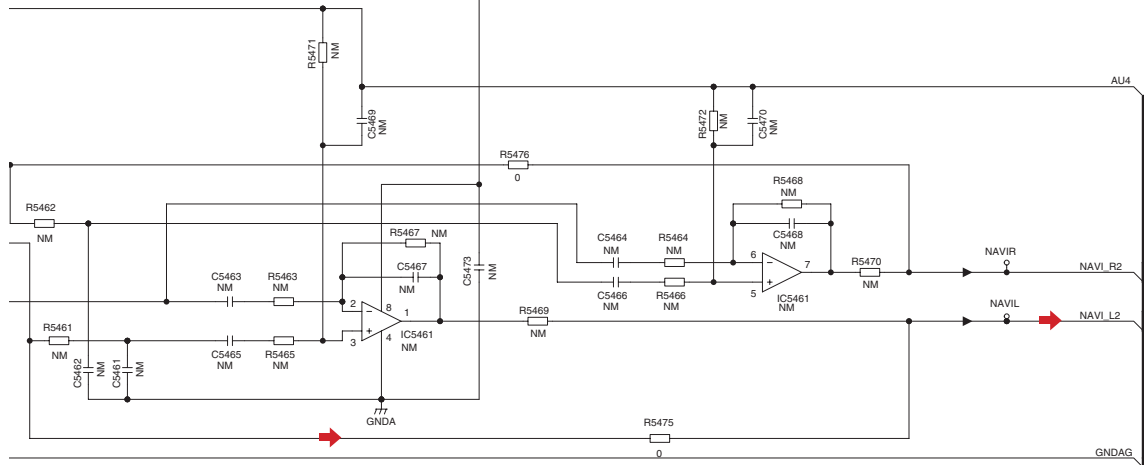 R5471
NM
AU4
C5469
NM
R5472
NM
C5470
NM
R5476
0
R5468
NM
R5462
NM
R5467
NM
C5468
NM
C5464
NM
R5464
NM
C5467
NM
C5473
NM
C5463
NM
R5463
NM
6
7
R5470
NM
NAVIR
NAVI_R2
C5466
NM
R5466
NM
5
IC5461
NM
2
8
1
R5469
NM
NAVIL
NAVI_L2
R5461
NM
3
4
IC5461
NM
C5465
NM
R5465
NM
C5462
NM
C5461
NM
GNDA
R5475
0
GNDAG